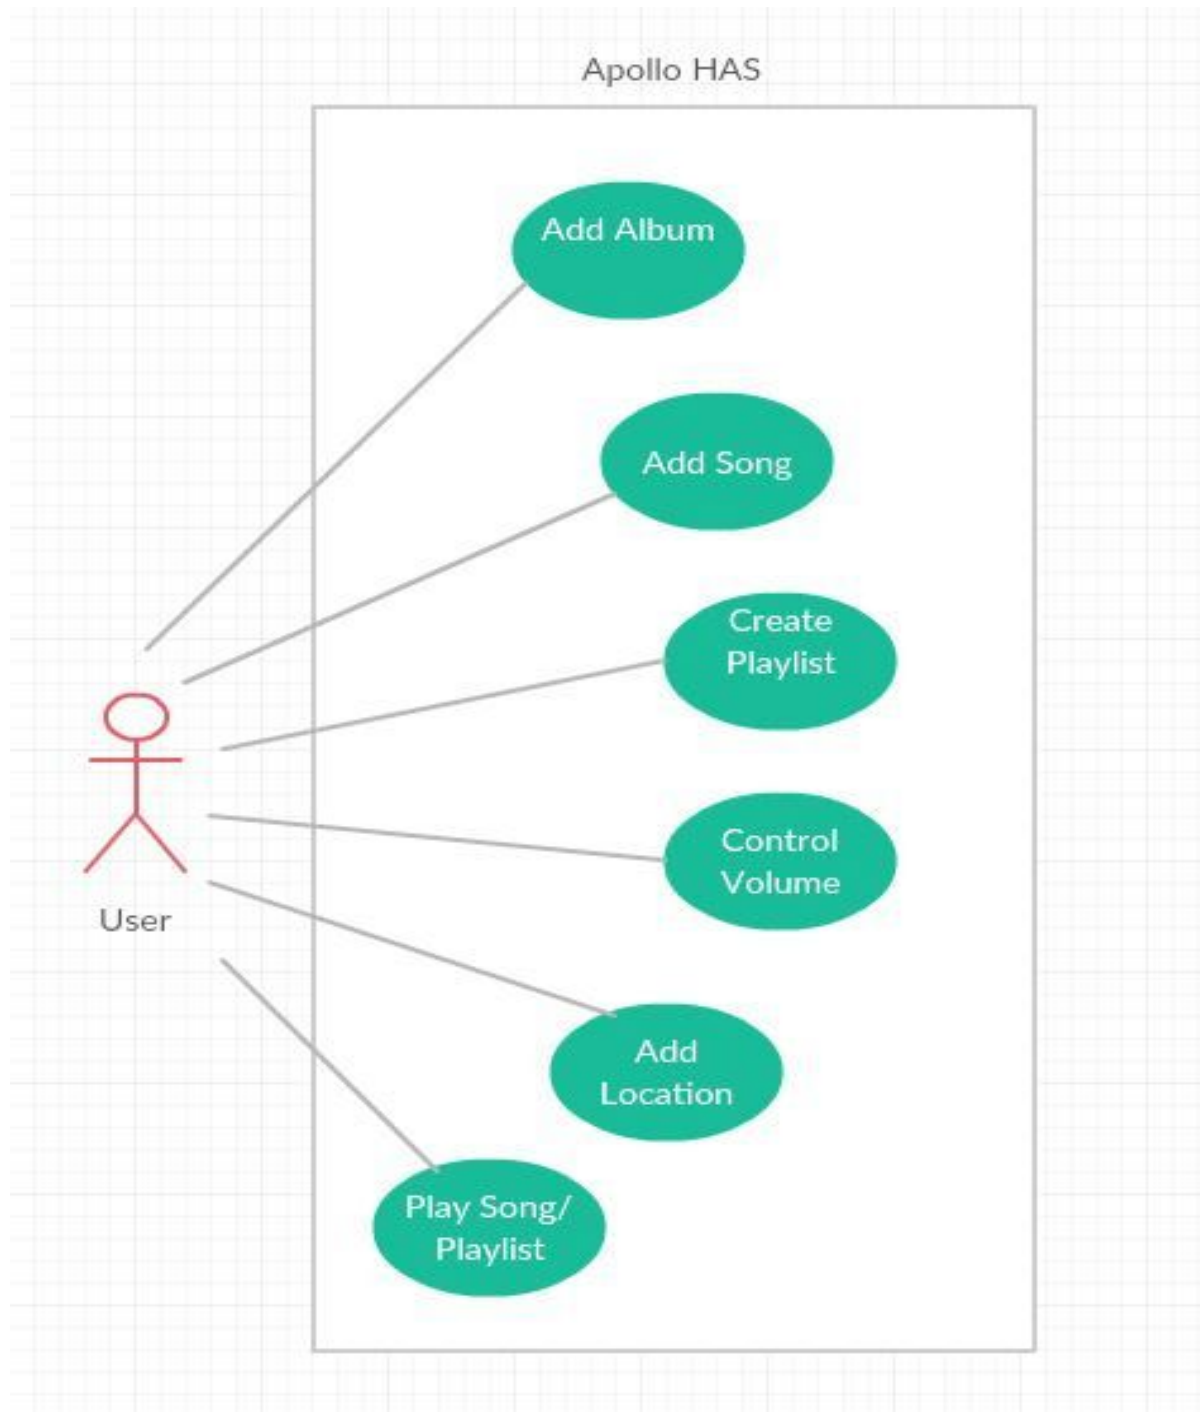 Apollo HAS
Add Album
Add Song
Create
Playlist
Control
Volume
User
Add
Location
Play Song/
Playlist